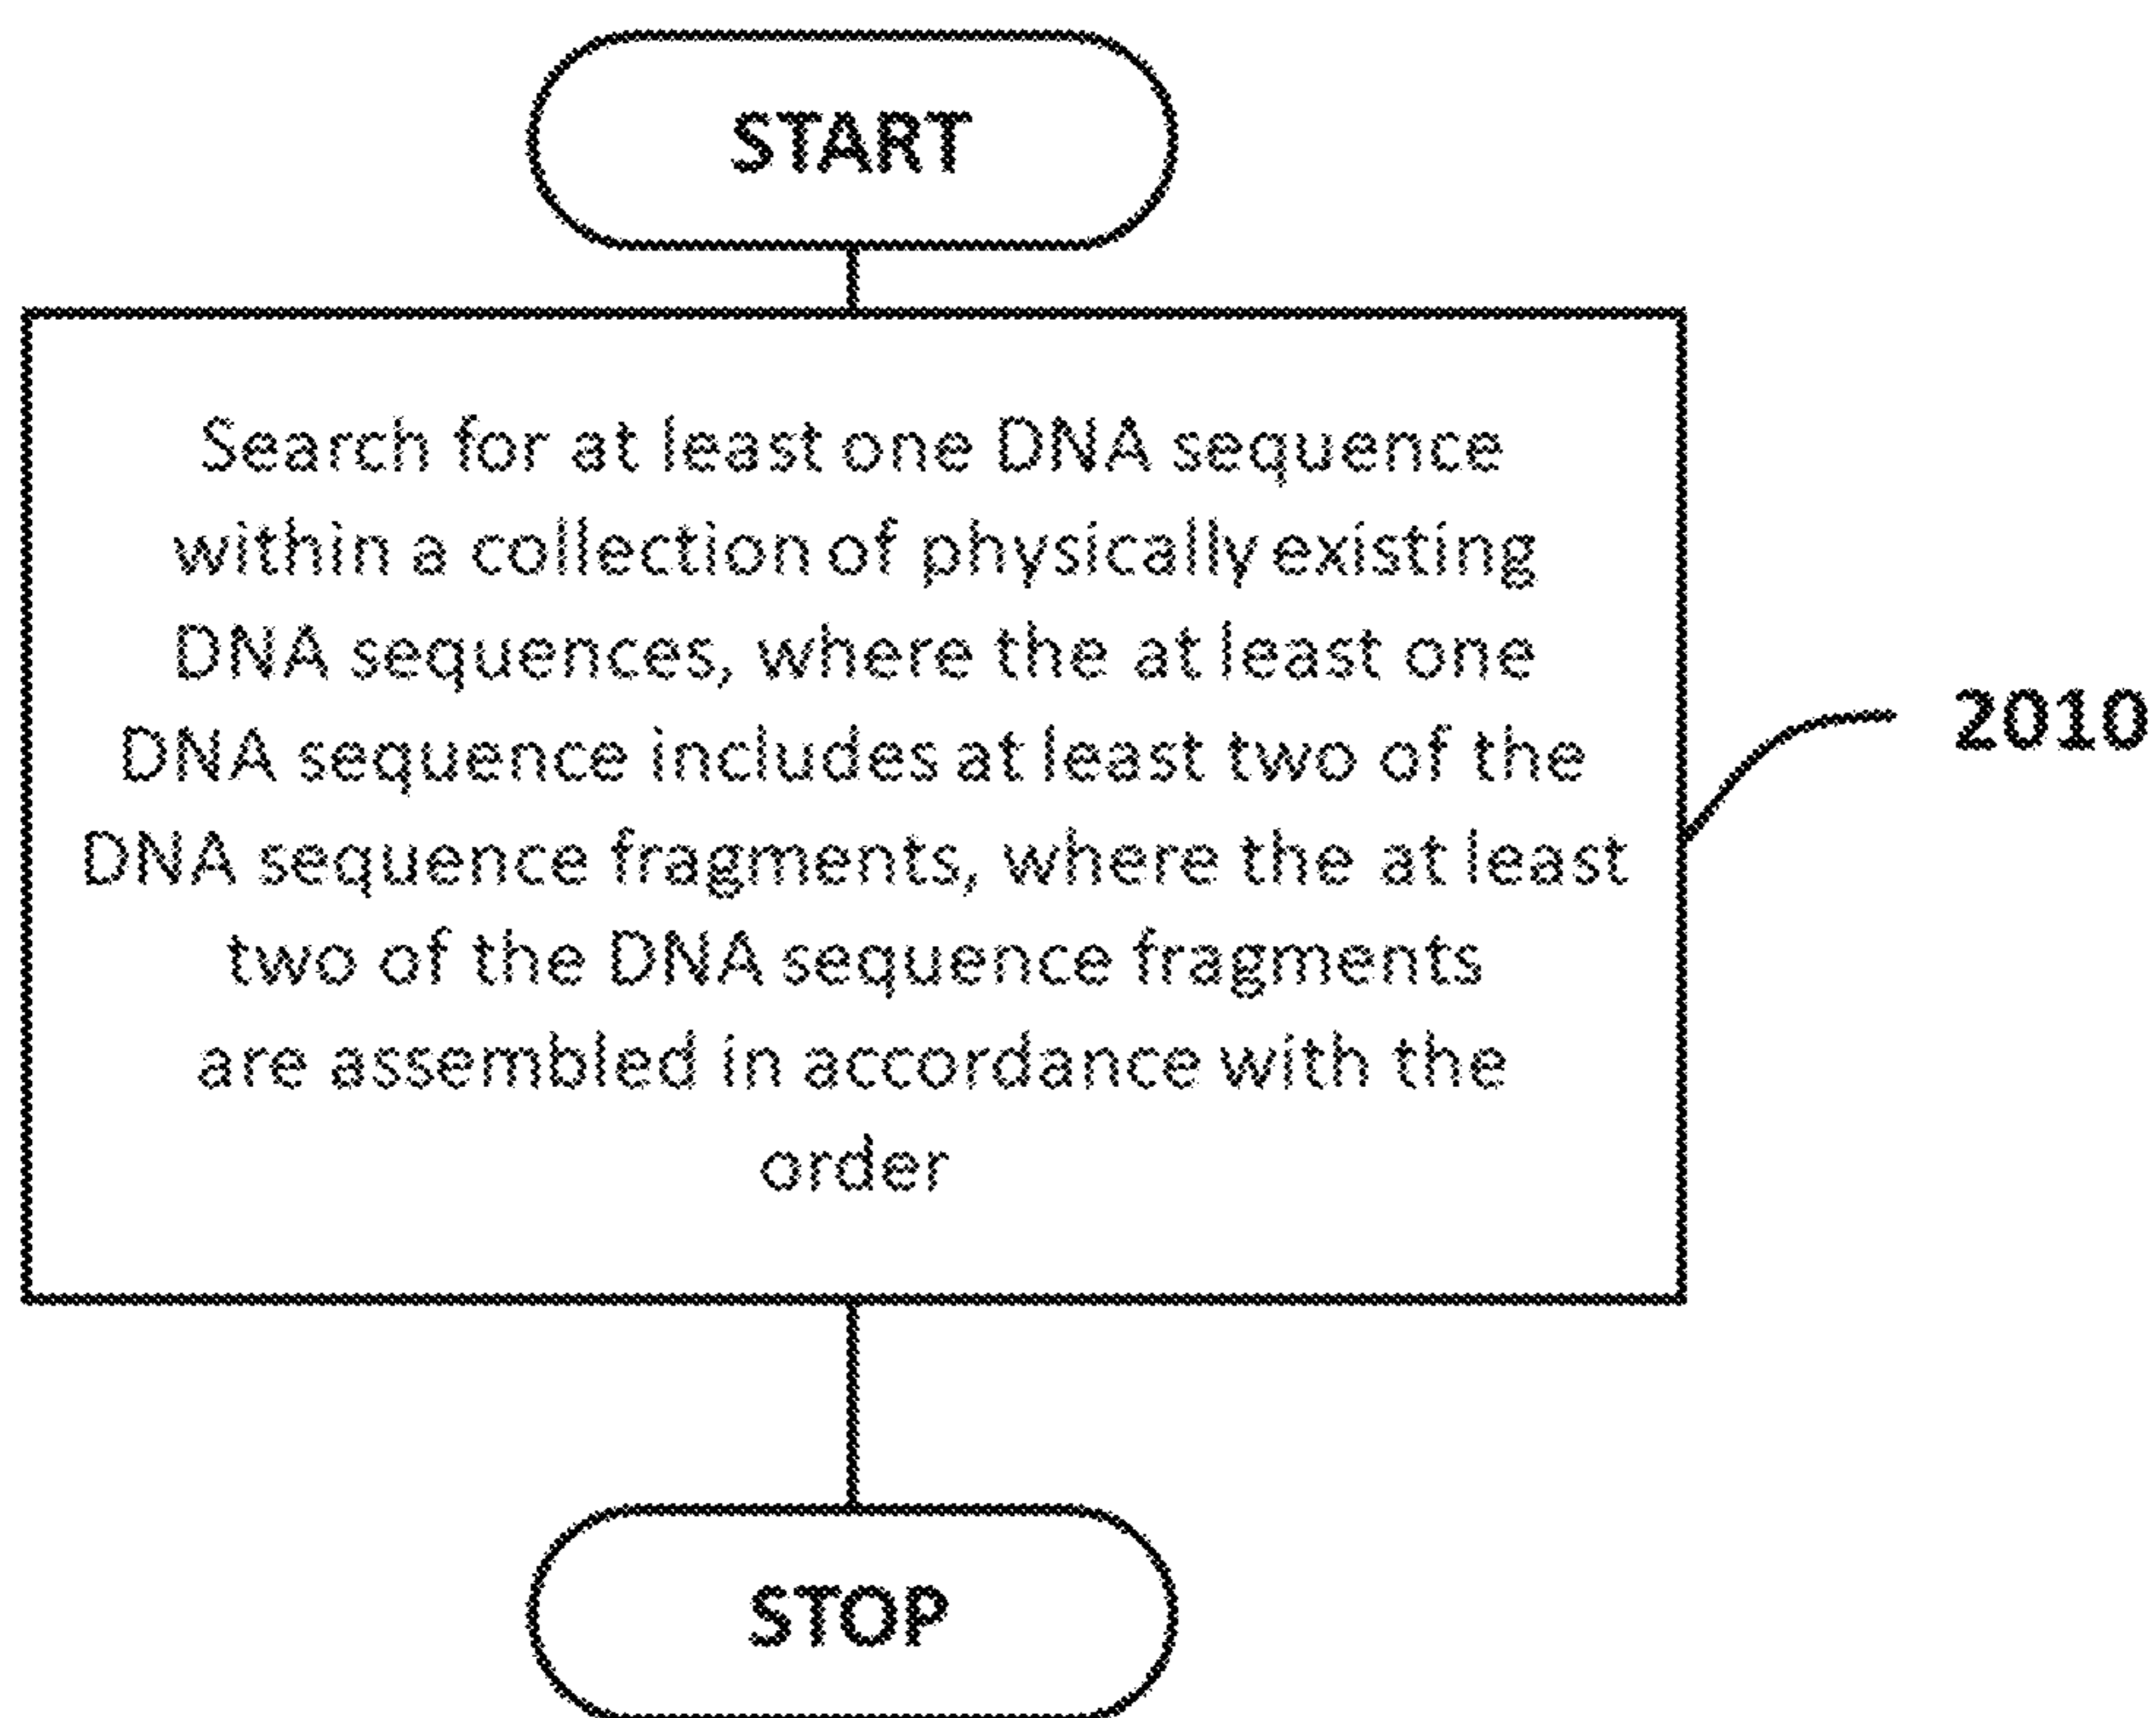 START
Search for at least one DNA sequence
within a collection of physically existing
DNA sequences, where the at least one
DNA sequence includes at least two of the
DNA sequence fragments, where the at least
two of the DNA sequence fragments
are assembled in accordance with the
order
2010
STOP